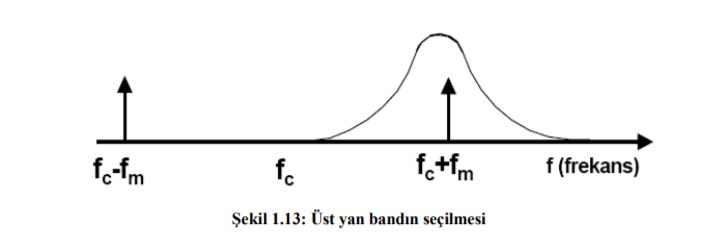 fc-fm fc fc+fm f (frekans)
Şekil 1.13: Üst yan bandın seçilmesi